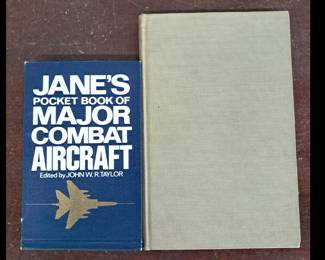 JANE'S
POCKET BOOK OF
MAJOR
COMBAT
AIRCRAFT
Edited by JOHN W. R. TAYLOR